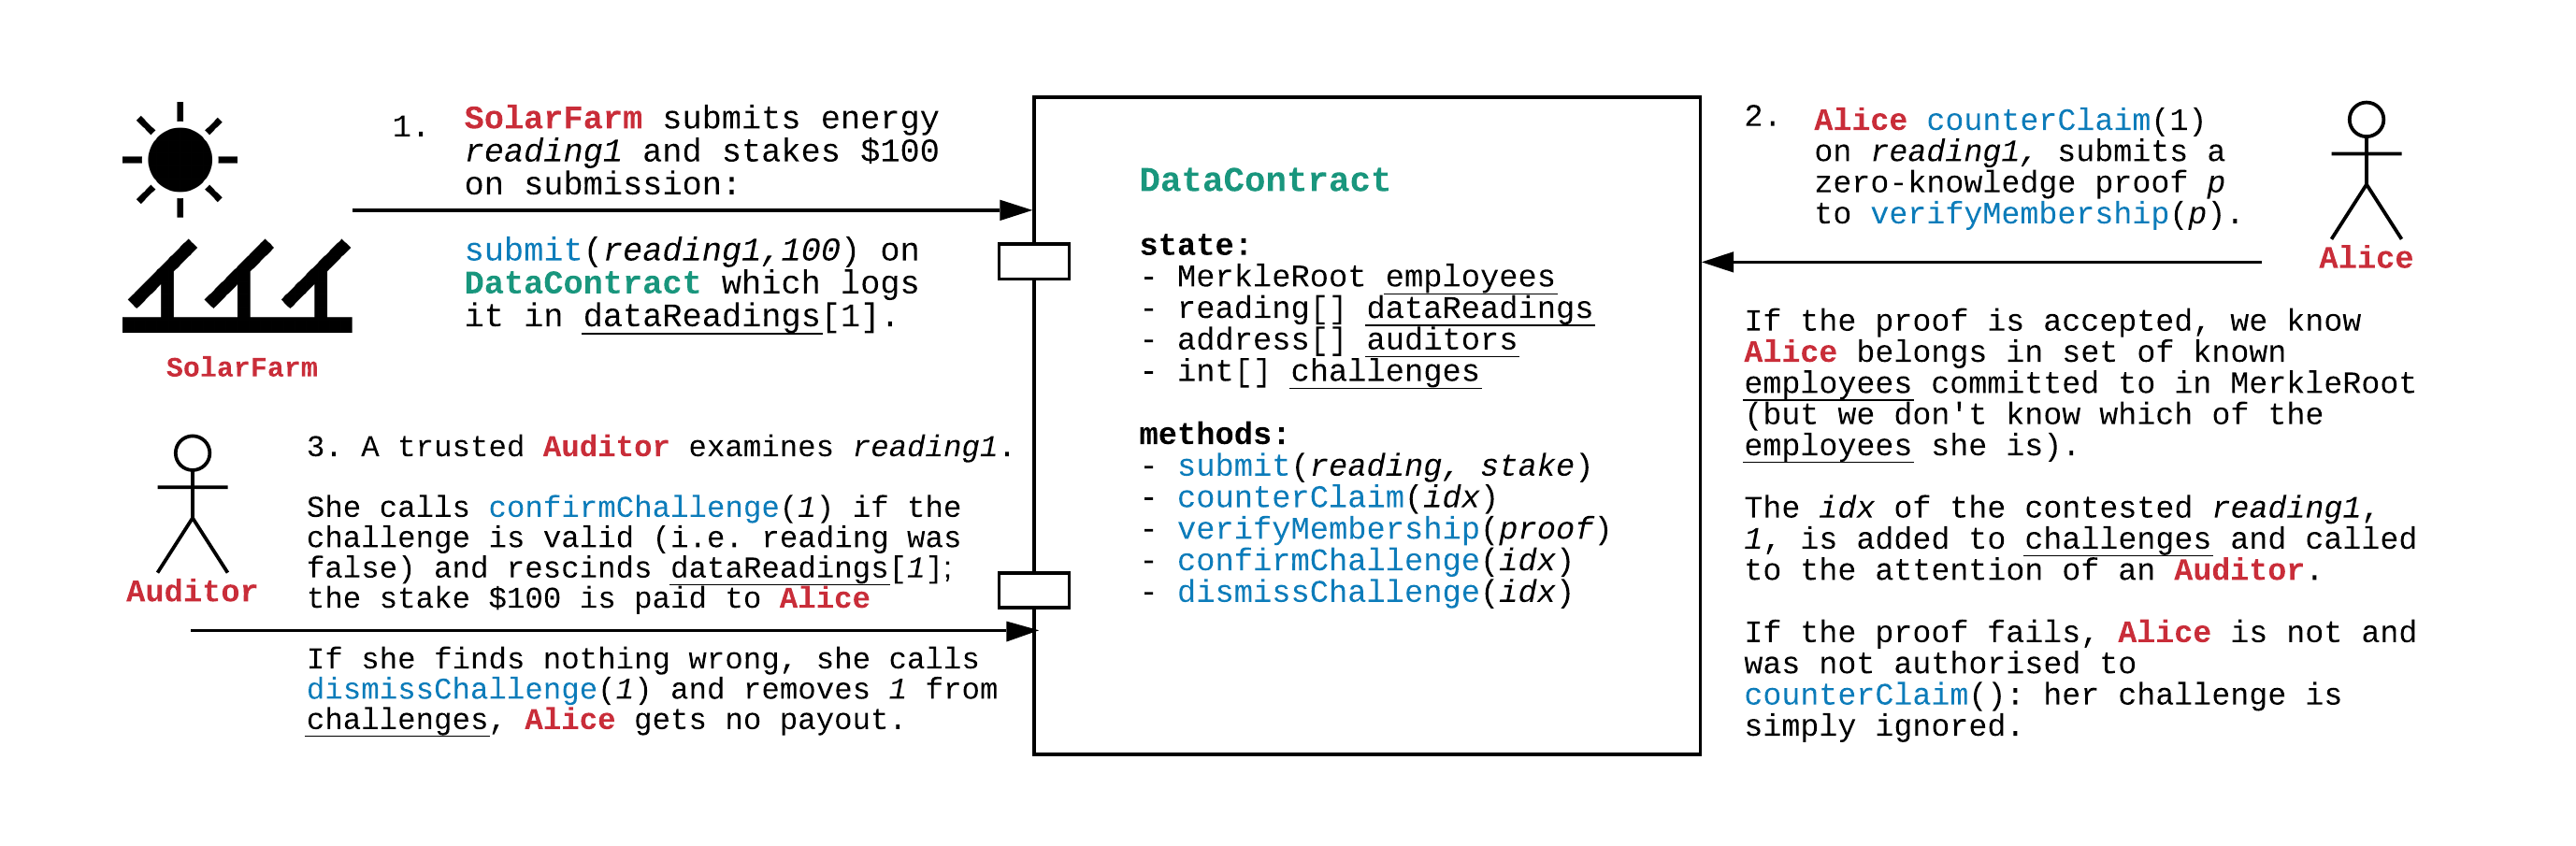 1. SolarFarm submits energy
reading1 and stakes $100
on submission:
submit(reading1,100) on
DataContract which logs
it in dataReadings[1].
SolarFarm
3. A trusted Auditor examines reading1.
She calls confirmChallenge(1) if the
challenge is valid (i.e. reading was
false) and rescinds dataReadings[1];
the stake $100 is paid to Alice
Auditor
If she finds nothing wrong, she calls
dismissChallenge(1) and removes 1 from
challenges, Alice gets no payout.
DataContract
state:
- MerkleRoot employees
- reading[] dataReadings
- address[] auditors
- int[] challenges
methods:
- submit(reading, stake)
- counterClaim(idx)
- verifyMembership(proof)
- confirmChallenge(idx)
- dismissChallenge(idx)
2. Alice counterClaim(1)
on reading1, submits a
zero-knowledge proof p
to verifyMembership(p).
Alice
If the proof is accepted, we know
Alice belongs in set of known
employees committed to in MerkleRoot
(but we don't know which of the
employees she is).
The idx of the contested reading1,
1, is added to challenges and called
to the attention of an Auditor.
If the proof fails, Alice is not and
was not authorised to
counterClaim(): her challenge is
simply ignored.